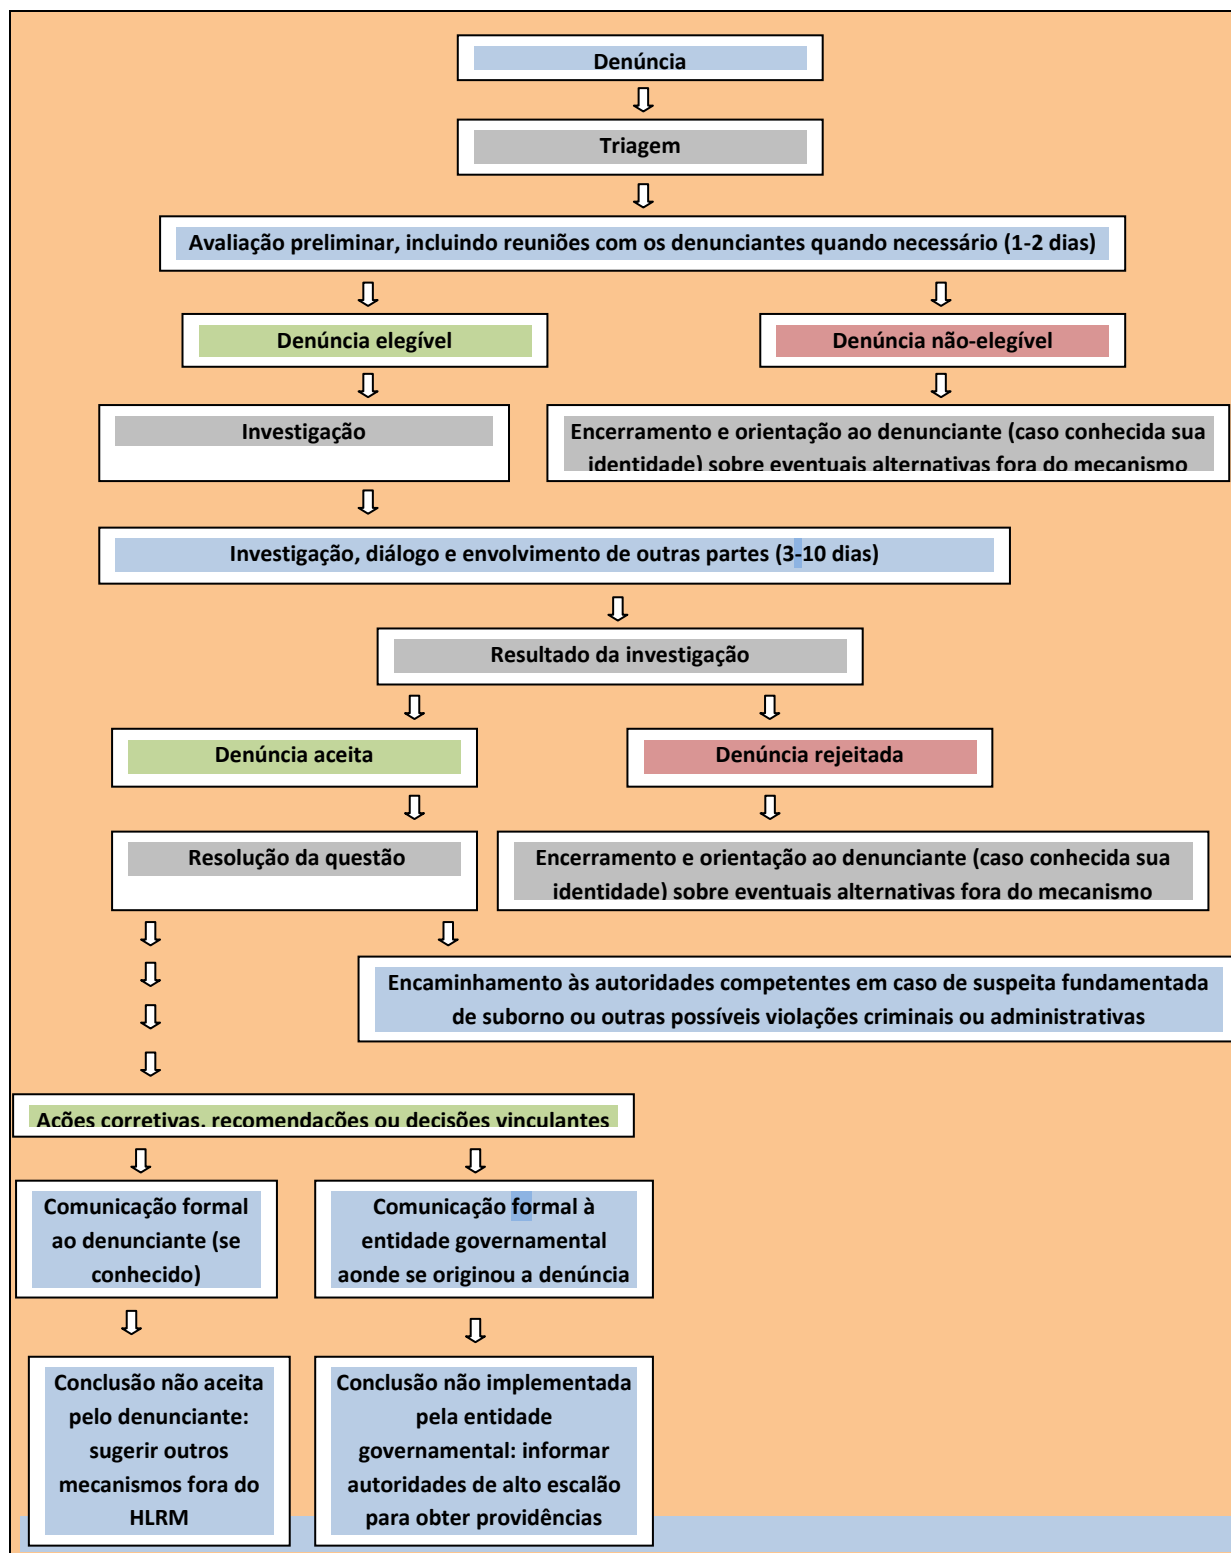 Denúncia
Triagem
Avaliação preliminar, incluindo reuniões com os denunciantes quando necessário (1-2 dias)
Denúncia elegível
Denúncia não-elegível
Investigação
Encerramento e orientação ao denunciante (caso conhecida sua
identidade) sobre eventuais alternativas fora do mecanismo
Investigação, diálogo e envolvimento de outras partes (3-10 dias)
Resultado da investigação
Denúncia aceita
Denúncia rejeitada
Resolução da questão
Encerramento e orientação ao denunciante (caso conhecida sua
identidade) sobre eventuais alternativas fora do mecanismo
Encaminhamento às autoridades competentes em caso de suspeita fundamentada
de suborno ou outras possíveis violações criminais ou administrativas
Ações corretivas, recomendações ou decisões vinculantes
Comunicação formal
ao denunciante (se
conhecido)
Comunicação formal à
entidade governamental
aonde se originou a denúncia
Conclusão não aceita
pelo denunciante:
sugerir outros
mecanismos fora do
HLRM
Conclusão não implementada
pela entidade
governamental: informar
autoridades de alto escalão
para obter providências